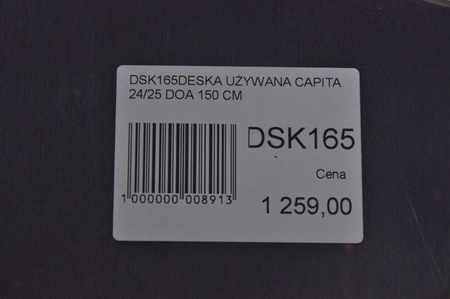 DSK165DESKA UŻYWANA CAPITA
24/25 DOA 150 CM
DSK165
Cena
1 259,00
1 000000 008913